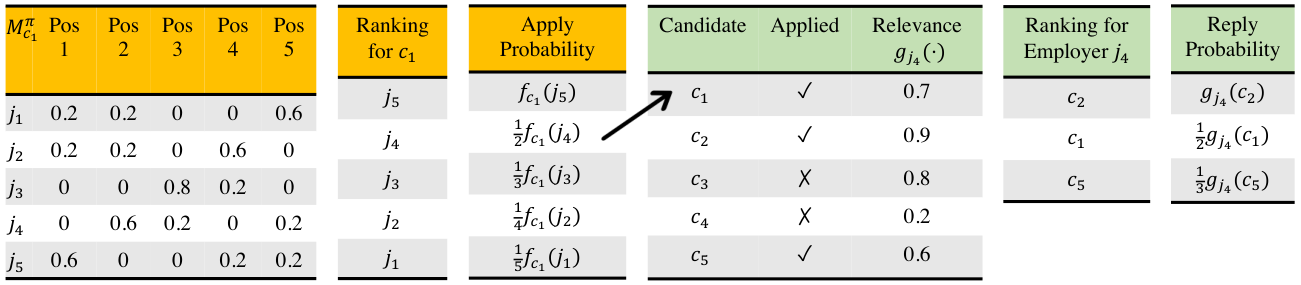 M^π_{c_1} Pos 1 Pos 2 Pos 3 Pos 4 Pos 5
j_1 0.2 0.2 0 0 0.6
j_2 0.2 0.2 0 0.6 0
j_3 0 0 0.8 0.2 0
j_4 0 0.6 0.2 0 0.2
j_5 0.6 0 0 0.2 0.2
Ranking
for c_1
j_5
j_4
j_3
j_2
j_1
Apply
Probability
f_{c_1}(j_5)
1/2 f_{c_1}(j_4)
1/3 f_{c_1}(j_3)
1/4 f_{c_1}(j_2)
1/5 f_{c_1}(j_1)
Candidate Applied Relevance g_{j_4}(·)
c_1 ✓ 0.7
c_2 ✓ 0.9
c_3 ✗ 0.8
c_4 ✗ 0.2
c_5 ✓ 0.6
Ranking for
Employer j_4
c_2
c_1
c_5
Reply
Probability
g_{j_4}(c_2)
1/2 g_{j_4}(c_1)
1/3 g_{j_4}(c_5)